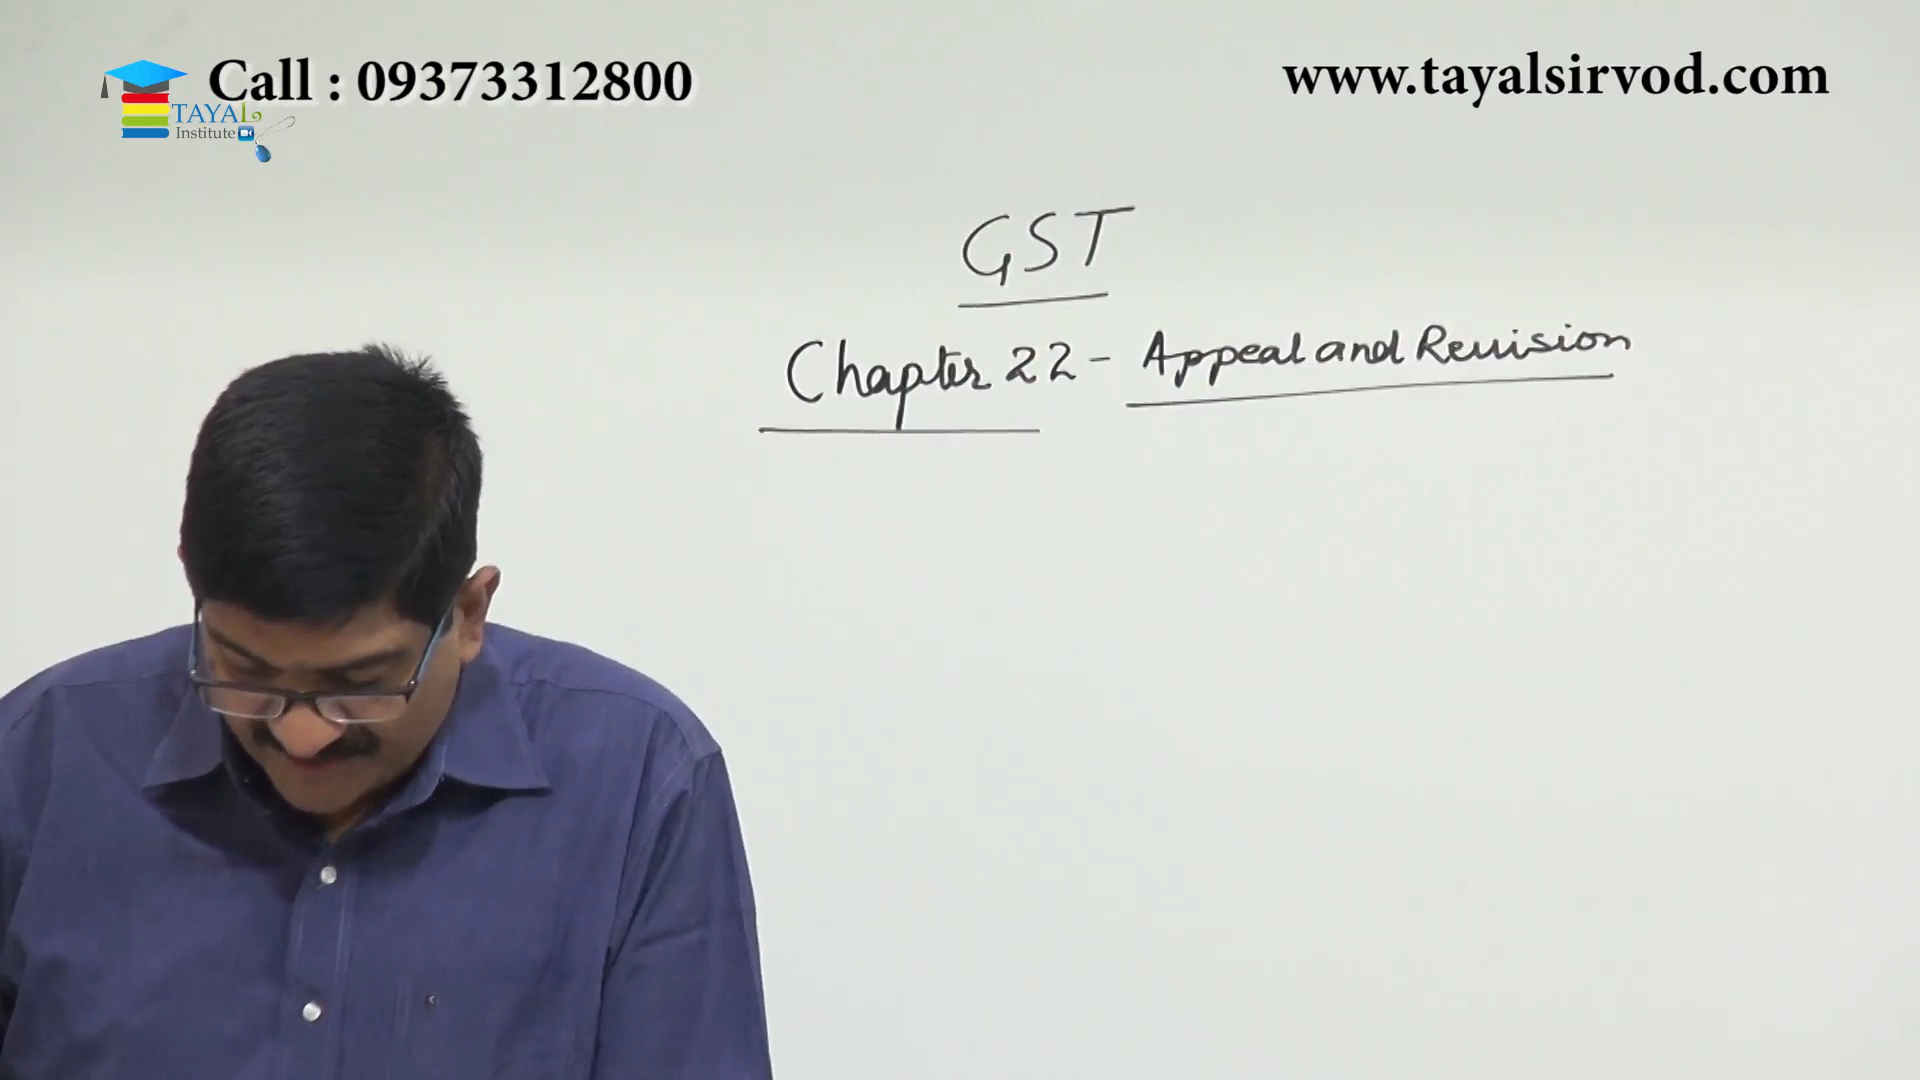 Call : 09373312800
www.tayalsirvod.com
TAYAL
Institute
GST
Chapter 22 - Appeal and Revision